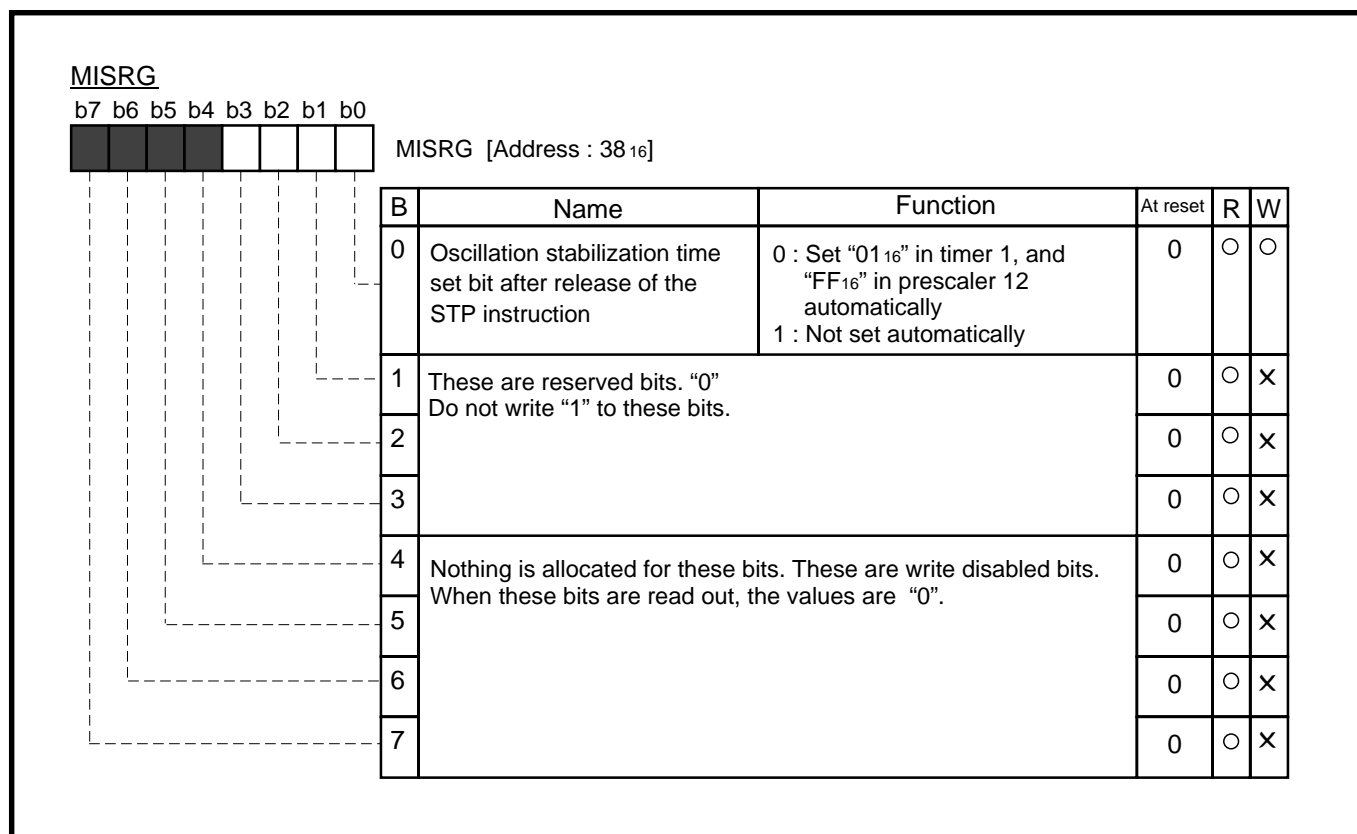 MISRG
b7 b6 b5 b4 b3 b2 b1 b0
MISRG [Address : 38 16]
B Name Function At reset R W
0 Oscillation stabilization time 0 : Set “01 16” in timer 1, and 0 ○ ○
set bit after release of the “FF16” in prescaler 12
STP instruction automatically
1 : Not set automatically
1 These are reserved bits. “0” 0 ○ ×
Do not write “1” to these bits.
2 0 ○ ×
3 0 ○ ×
4 Nothing is allocated for these bits. These are write disabled bits. 0 ○ ×
When these bits are read out, the values are “0”.
5 0 ○ ×
6 0 ○ ×
7 0 ○ ×